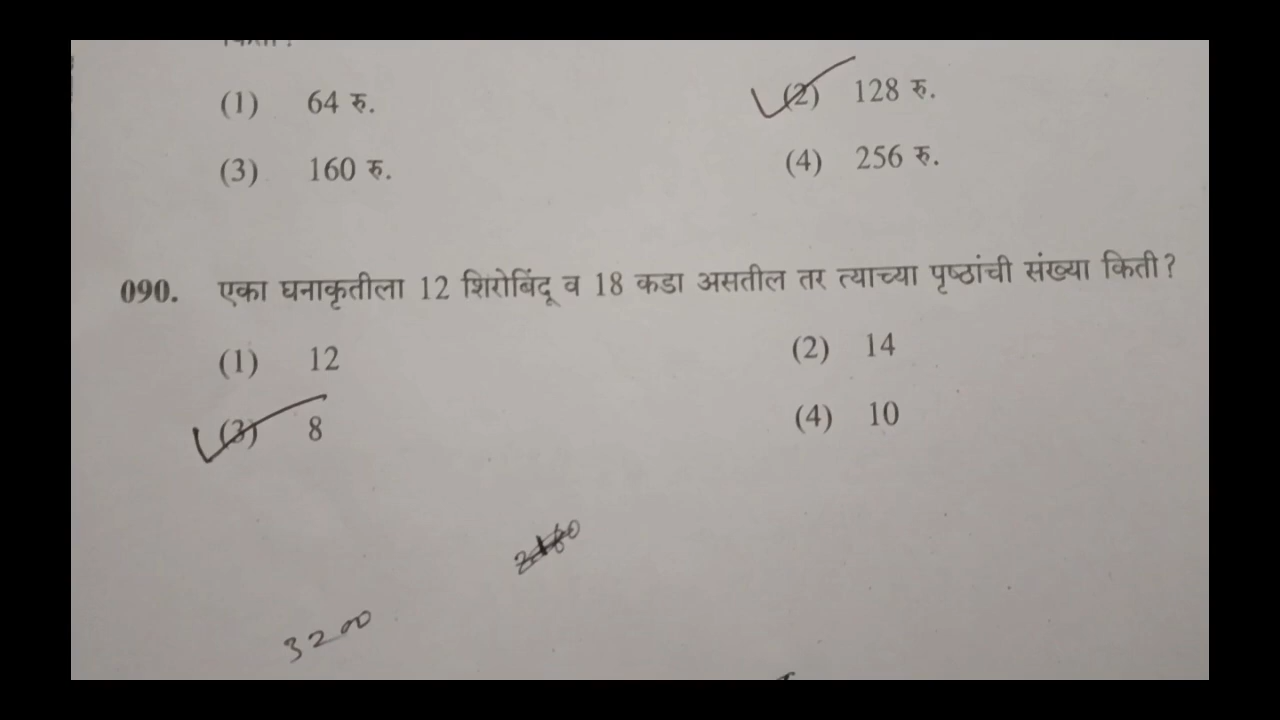 (1) 64 रु. (2) 128 रु.
(3) 160 रु. (4) 256 रु.
090. एका घनाकृतीला 12 शिरोबिंदू व 18 कडा असतील तर त्याच्या पृष्ठांची संख्या किती?
(1) 12 (2) 14
(3) 8 (4) 10
3200